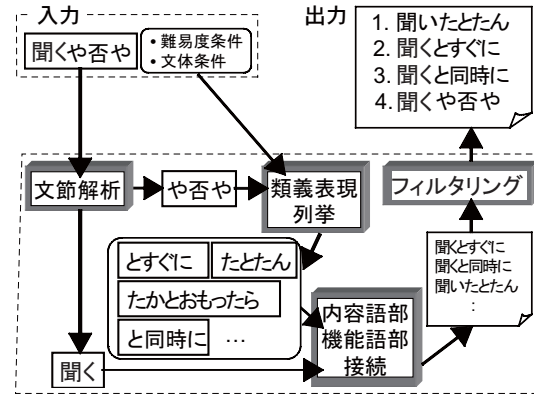 入力
聞くや否や
・難易度条件
・文体条件
出力
1. 聞いたとたん
2. 聞くとすぐに
3. 聞くと同時に
4. 聞くや否や
文節解析
や否や
類義表現
列挙
フィルタリング
とすぐに
たとたん
たかとおもったら
と同時に
…
内容語部
機能語部
接続
聞くとすぐに
聞くと同時に
聞いたとたん
:
聞く